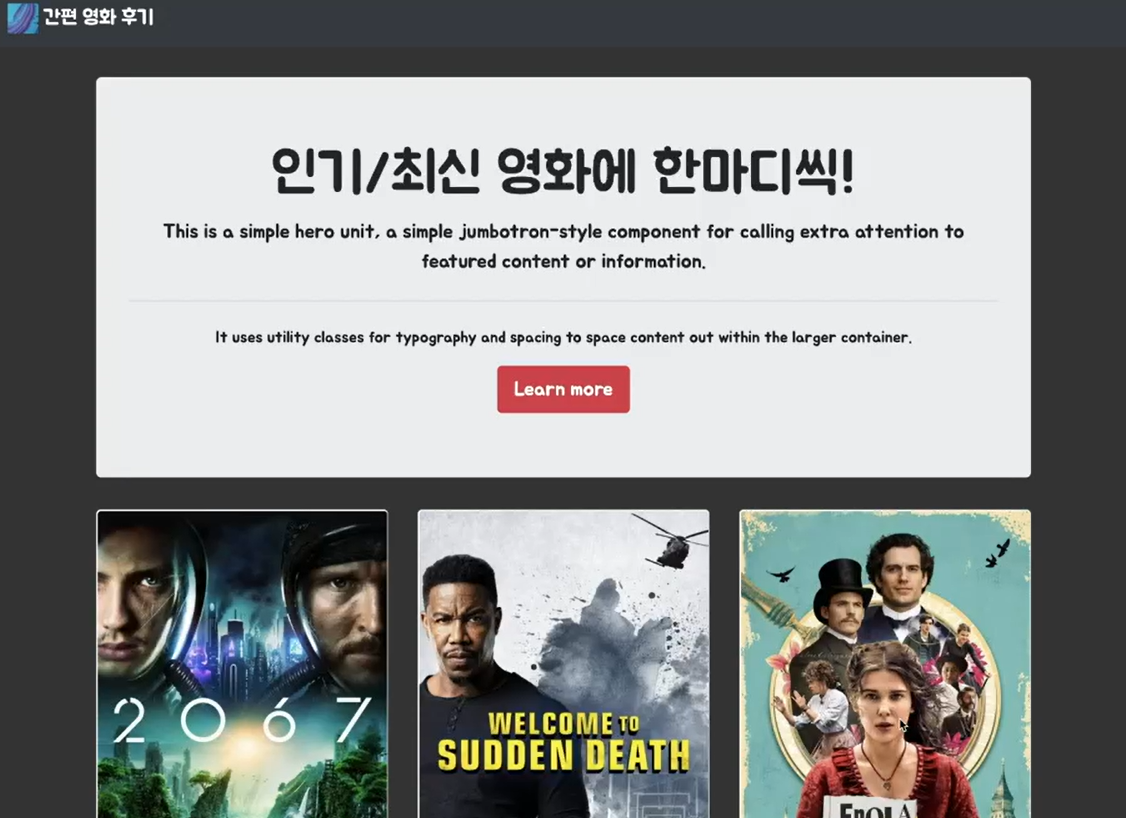 간편 영화 후기
인기/최신 영화에 한마디씩!
This is a simple hero unit, a simple jumbotron-style component for calling extra attention to
featured content or information.
It uses utility classes for typography and spacing to space content out within the larger container.
Learn more
2067
WELCOME TO
SUDDEN DEATH
ENOLA